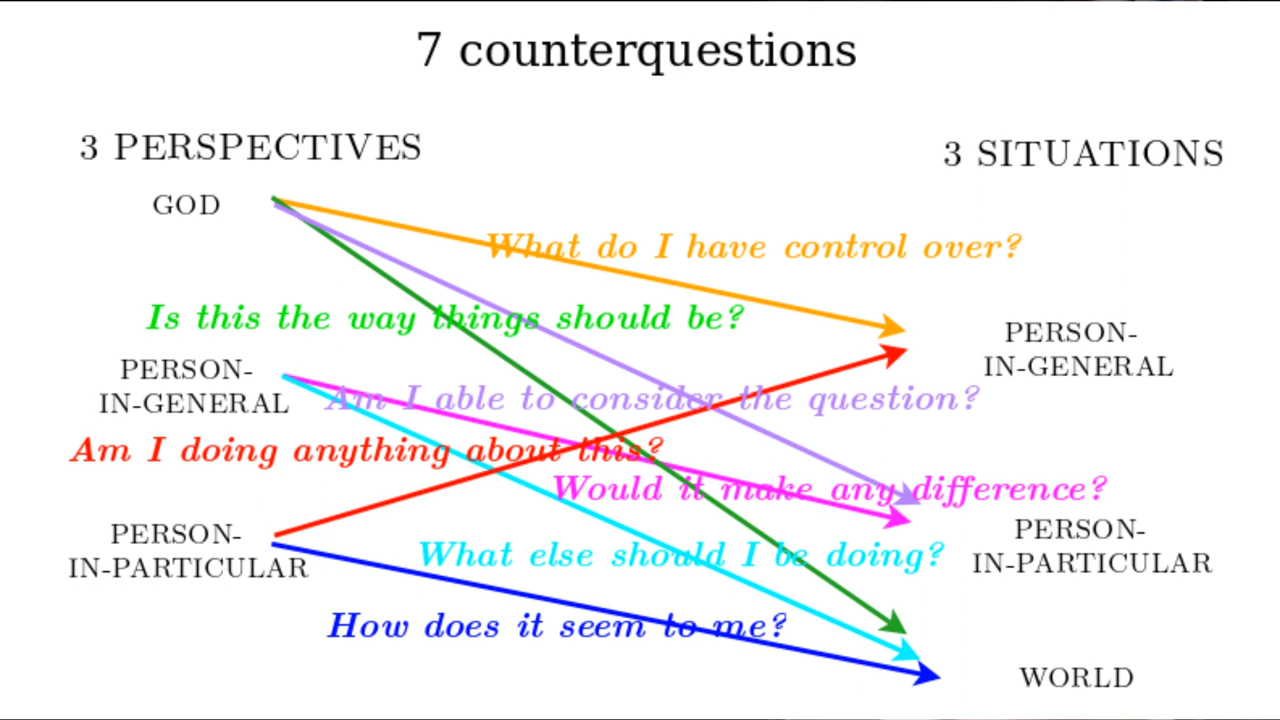 7 counterquestions
3 PERSPECTIVES
3 SITUATIONS
GOD
What do I have control over?
Is this the way things should be?
PERSON-
IN-GENERAL
PERSON-
IN-GENERAL
Am I able to consider the question?
Am I doing anything about this?
Would it make any difference?
PERSON-
IN-PARTICULAR
PERSON-
IN-PARTICULAR
What else should I be doing?
How does it seem to me?
WORLD